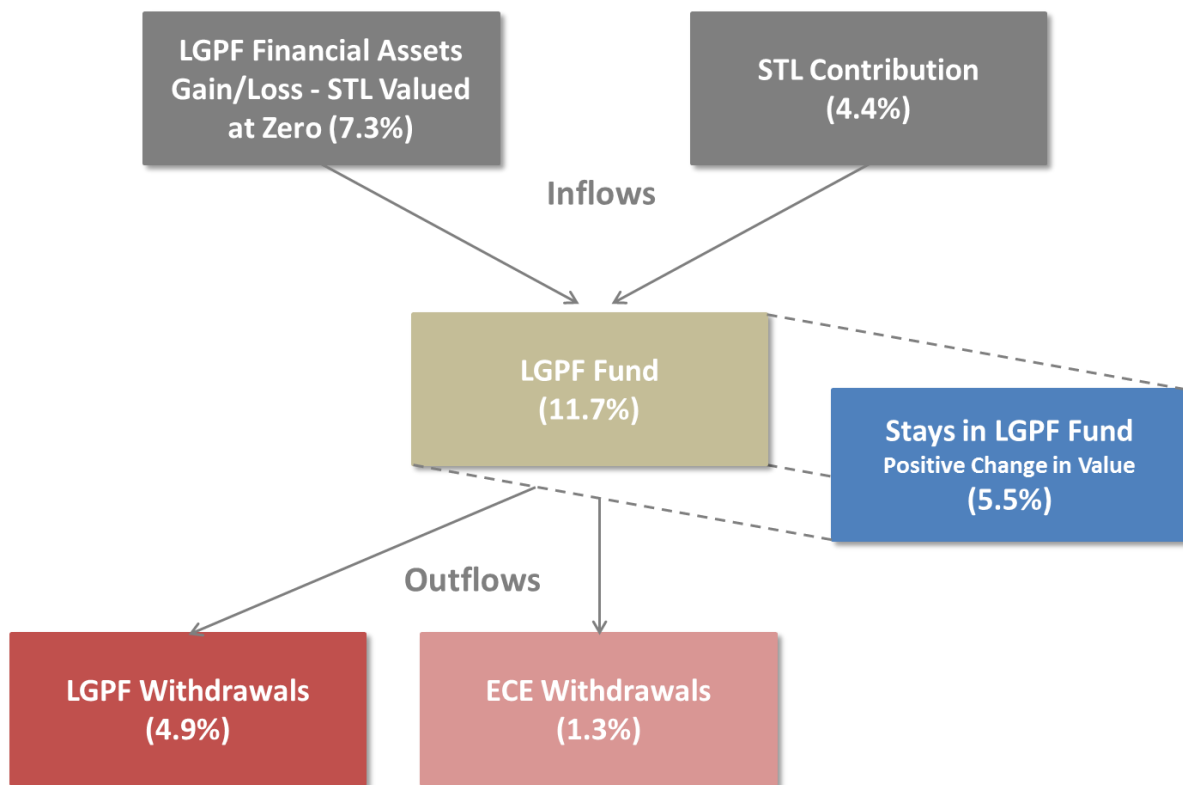 LGPF Financial Assets
Gain/Loss - STL Valued
at Zero (7.3%)
STL Contribution
(4.4%)
Inflows
LGPF Fund
(11.7%)
Stays in LGPF Fund
Positive Change in Value
(5.5%)
Outflows
LGPF Withdrawals
(4.9%)
ECE Withdrawals
(1.3%)